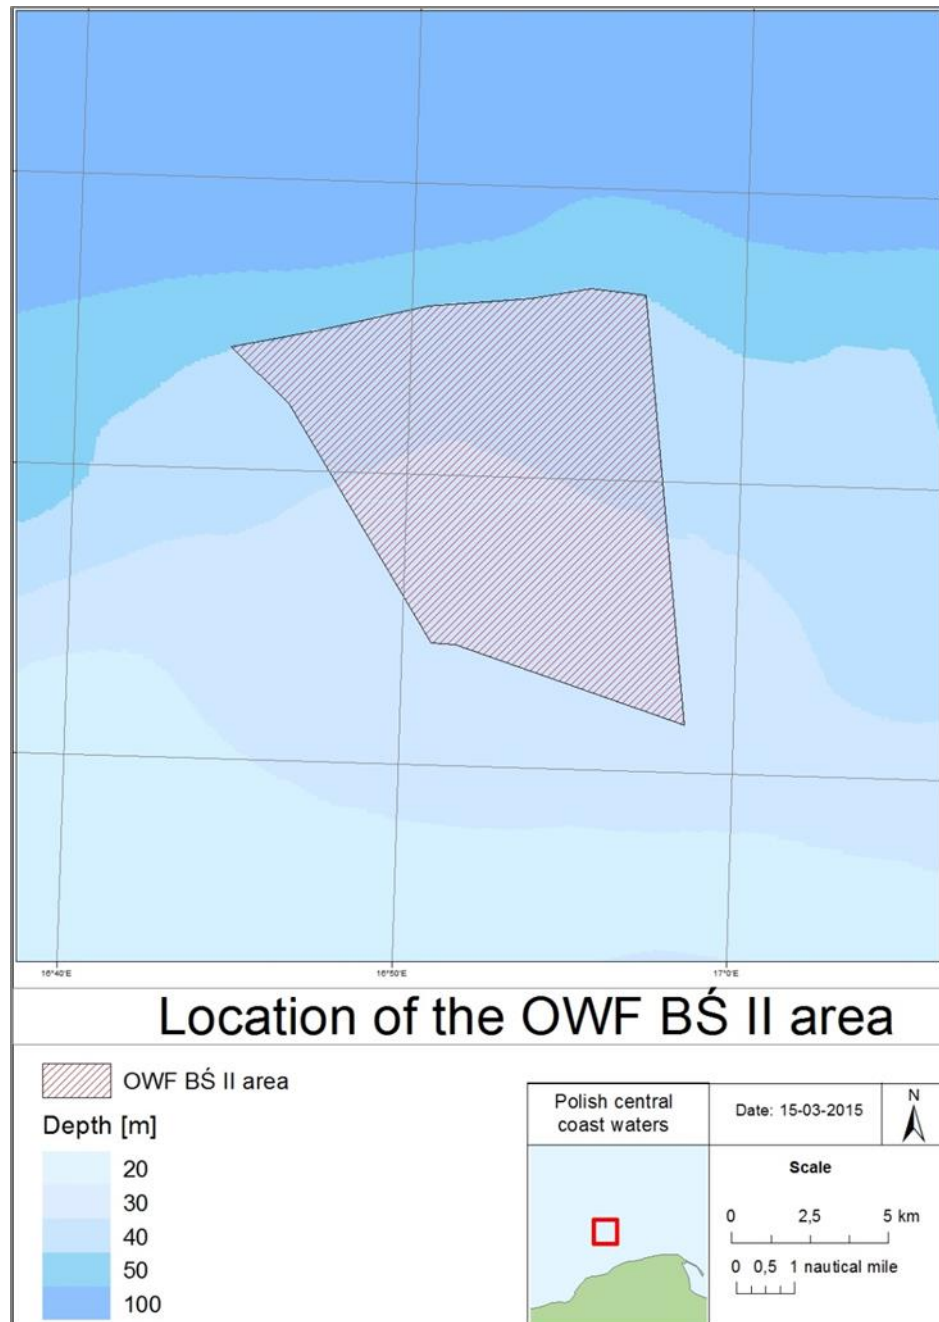 16°40'E
16°50'E
17°0'E
Location of the OWF BŚ II area
OWF BŚ II area
Depth [m]
20
30
40
50
100
Polish central
coast waters
Date: 15-03-2015
N
Scale
0 2,5 5 km
0 0,5 1 nautical mile